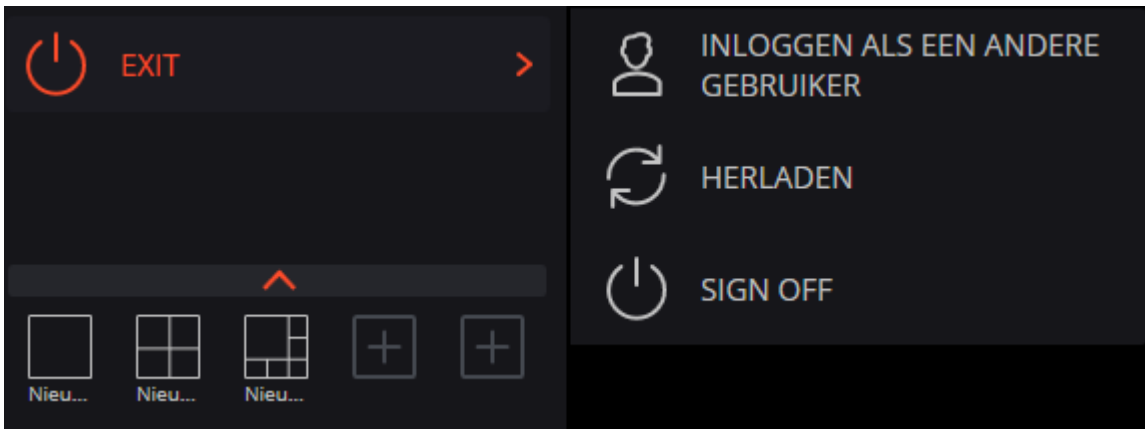 EXIT
Nieu...
Nieu...
Nieu...
INLOGGEN ALS EEN ANDERE
GEBRUIKER
HERLADEN
SIGN OFF